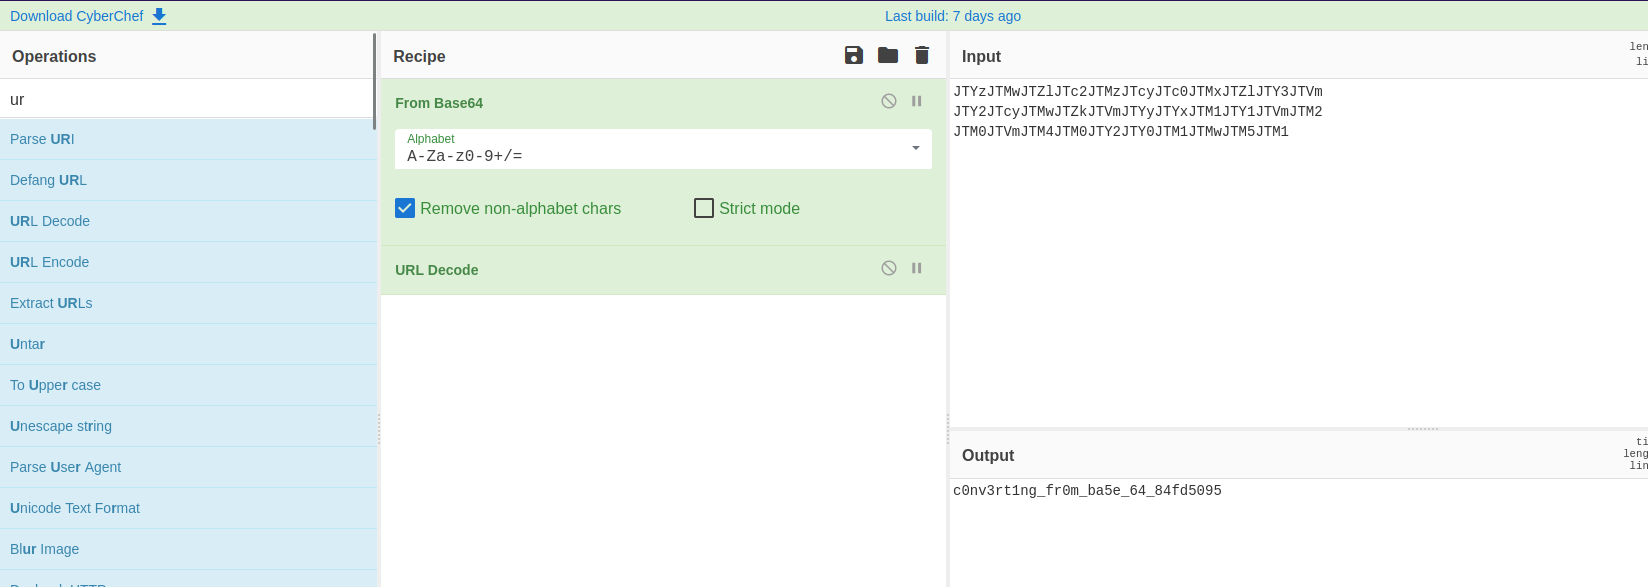 Download CyberChef
Last build: 7 days ago
Operations
ur
Parse URI
Defang URL
URL Decode
URL Encode
Extract URLs
Untar
To Upper case
Unescape string
Parse User Agent
Unicode Text Format
Blur Image
Recipe
From Base64
Alphabet
A-Za-z0-9+/=
Remove non-alphabet chars
Strict mode
URL Decode
Input
len
li
JTYzJTMwJTZlJTc2JTMzJTcyJTc0JTMxJTZlJTY3JTVm
JTY2JTcyJTMwJTZkJTVmJTYyJTYxJTM1JTY1JTVmJTM2
JTM0JTVmJTM4JTM0JTY2JTY0JTM1JTMwJTM5JTM1
Output
ti
leng
lin
c0nv3rt1ng_fr0m_ba5e_64_84fd5095